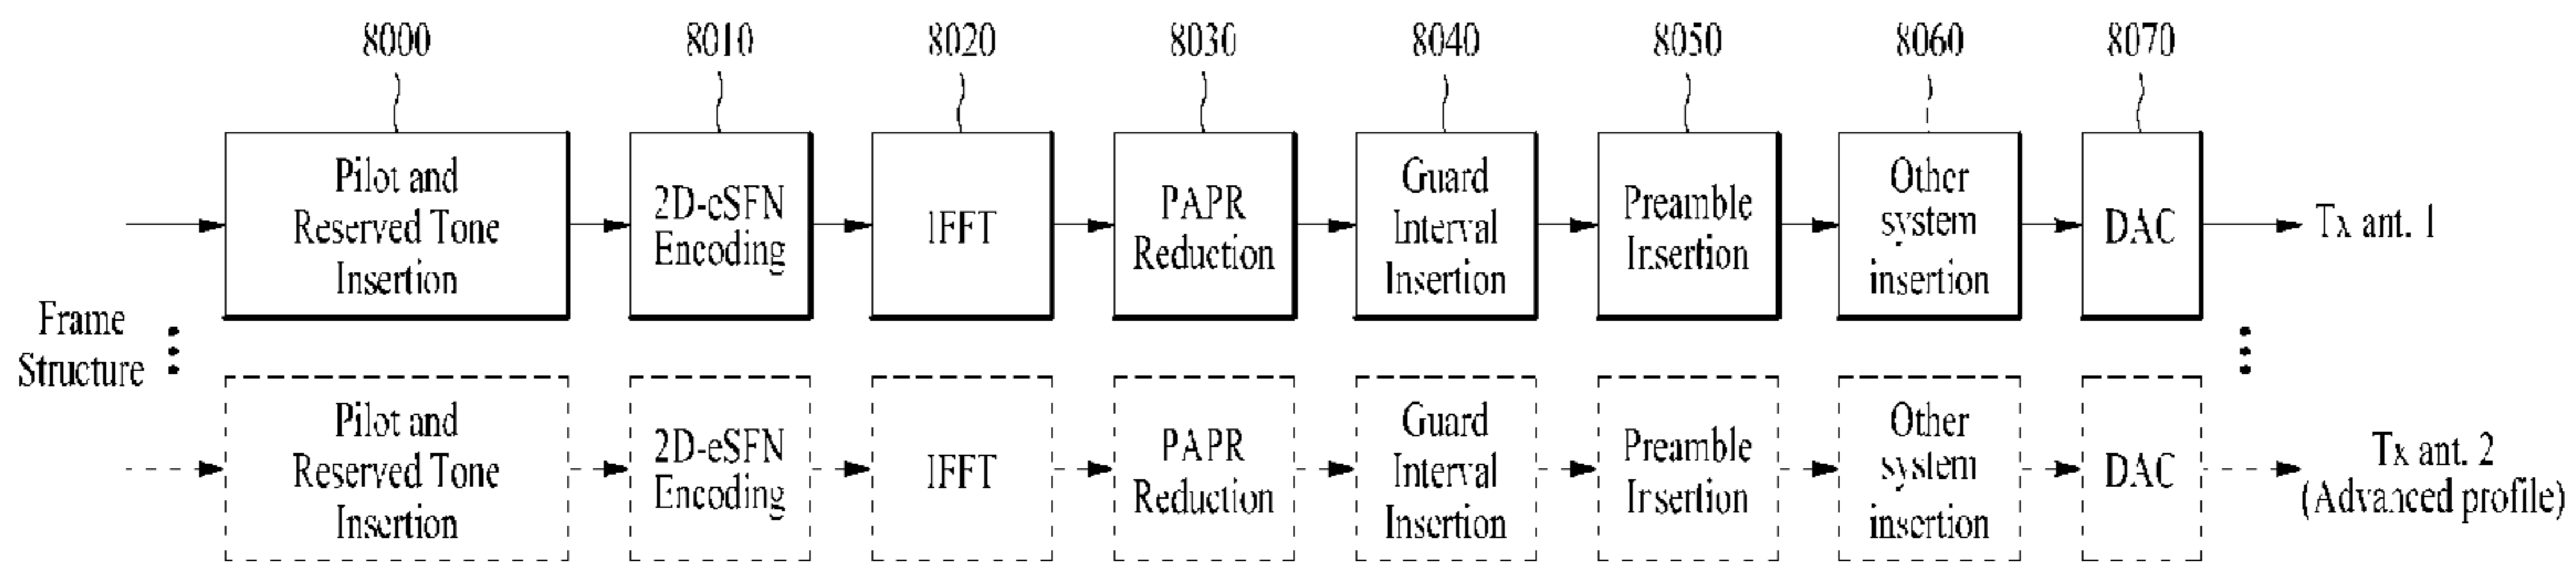 8000 8010 8020 8030 8040 8050 8060 8070
Pilot and
Reserved Tone
Insertion
2D-eSFN
Encoding
IFFT
PAPR
Reduction
Guard
Interval
Insertion
Preamble
Insertion
Other
system
insertion
DAC
Tx ant. 1
Frame
Structure
Pilot and
Reserved Tone
Insertion
2D-eSFN
Encoding
IFFT
PAPR
Reduction
Guard
Interval
Insertion
Preamble
Insertion
Other
system
insertion
DAC
Tx ant. 2
(Advanced profile)